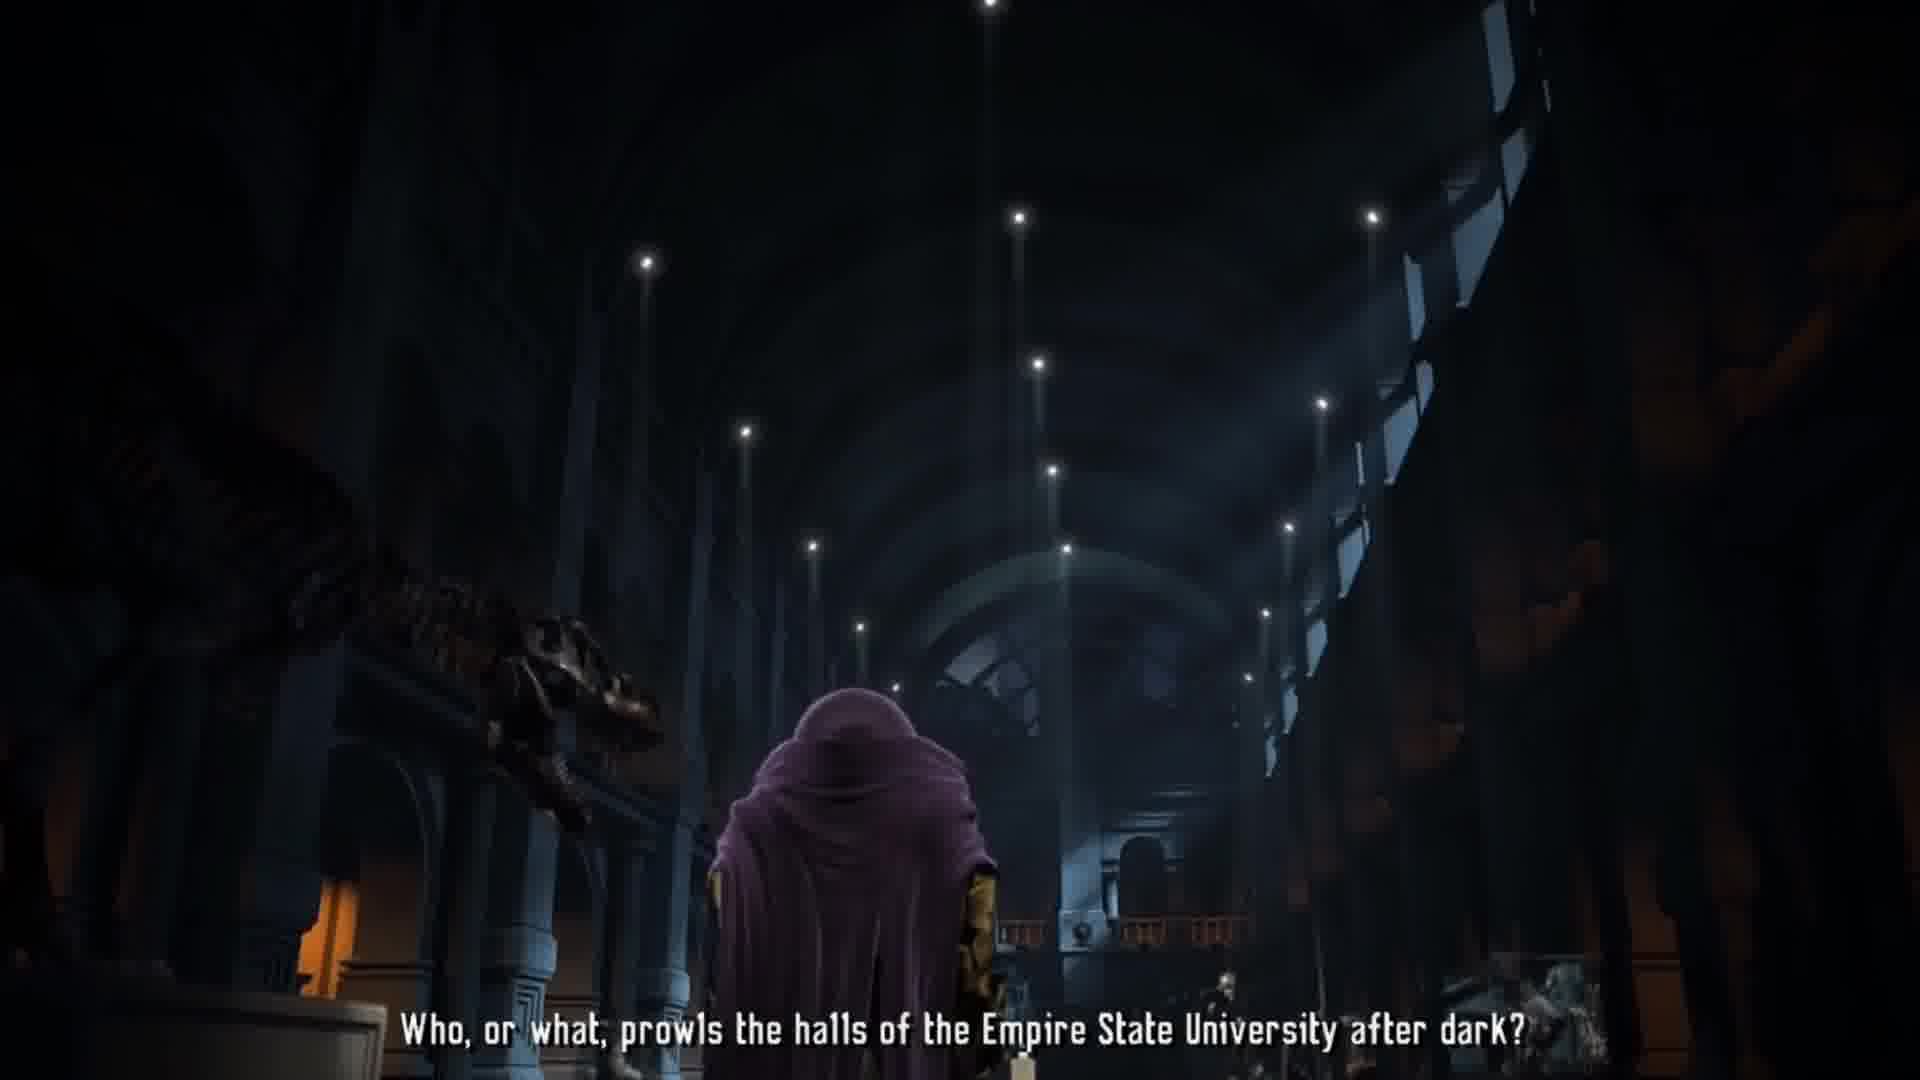 Who, or what, prowls the halls of the Empire State University after dark?